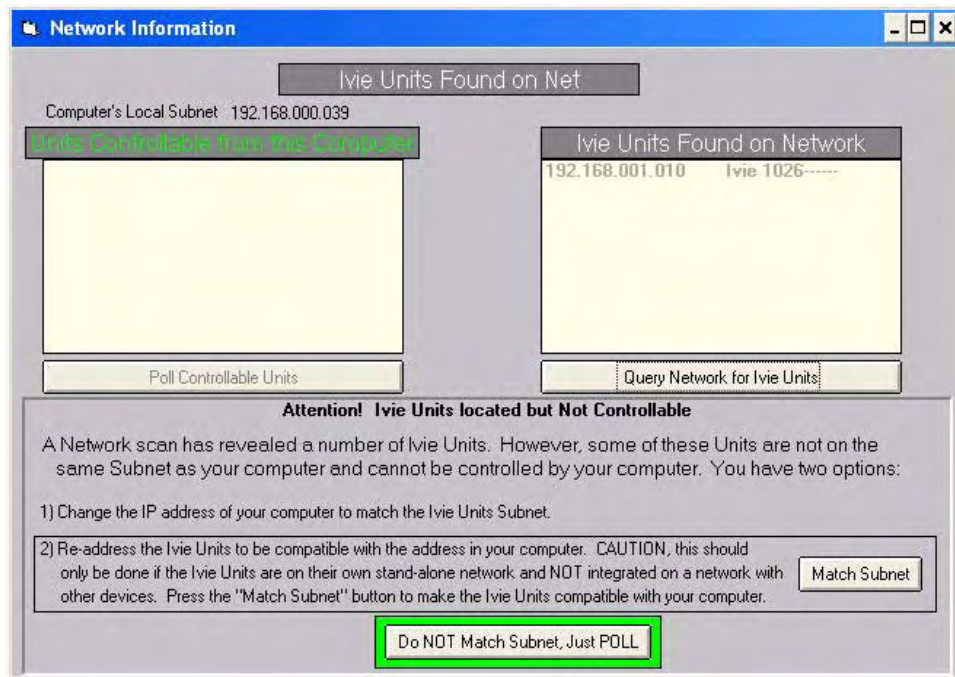 Network Information
Ivie Units Found on Net
Computer's Local Subnet 192.168.000.039
Units Controllable from this Computer
Ivie Units Found on Network
192.168.001.010 Ivie 1026------
Poll Controllable Units
Query Network for Ivie Units
Attention! Ivie Units located but Not Controllable
A Network scan has revealed a number of Ivie Units. However, some of these Units are not on the
same Subnet as your computer and cannot be controlled by your computer. You have two options:
1) Change the IP address of your computer to match the Ivie Units Subnet.
2) Re-address the Ivie Units to be compatible with the address in your computer. CAUTION, this should
only be done if the Ivie Units are on their own stand-alone network and NOT integrated on a network with
other devices. Press the "Match Subnet" button to make the Ivie Units compatible with your computer.
Match Subnet
Do NOT Match Subnet, Just POLL